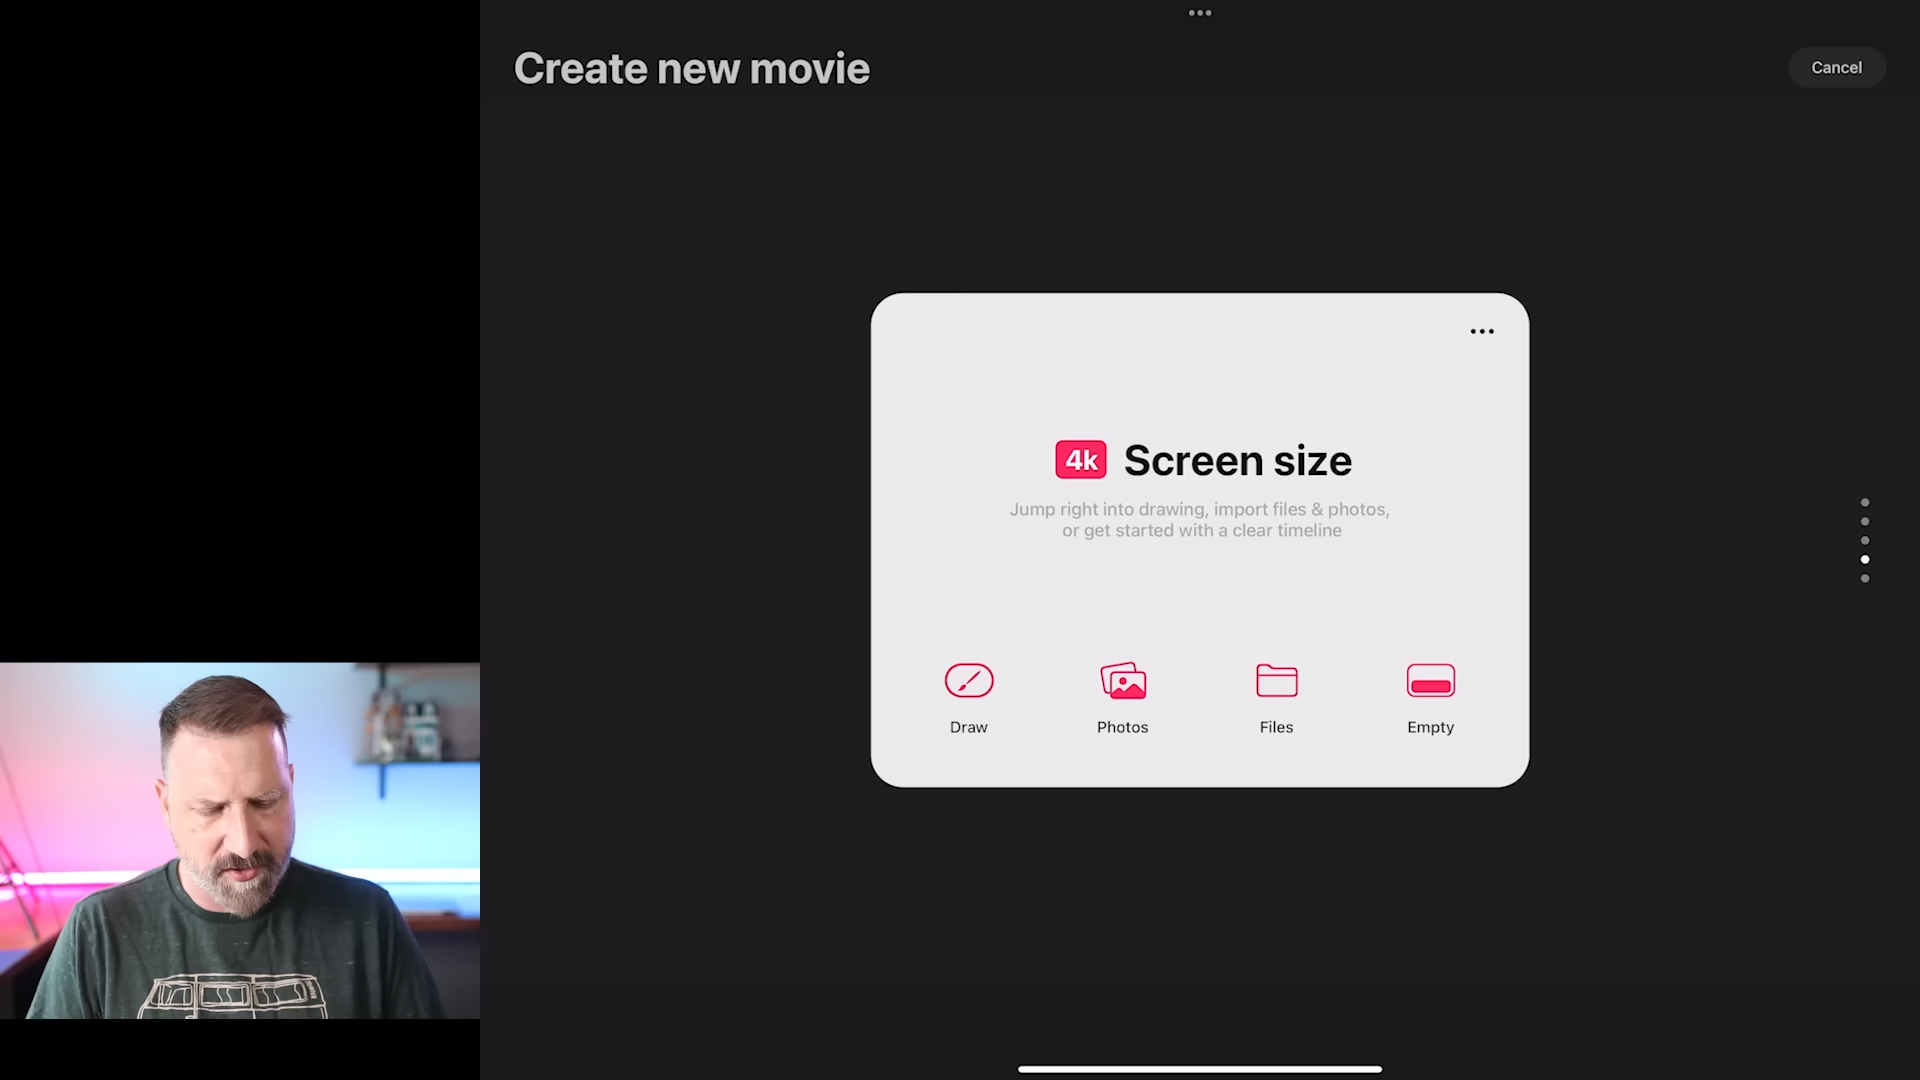 Create new movie
Cancel
4k Screen size
Jump right into drawing, import files & photos,
or get started with a clear timeline
Draw
Photos
Files
Empty